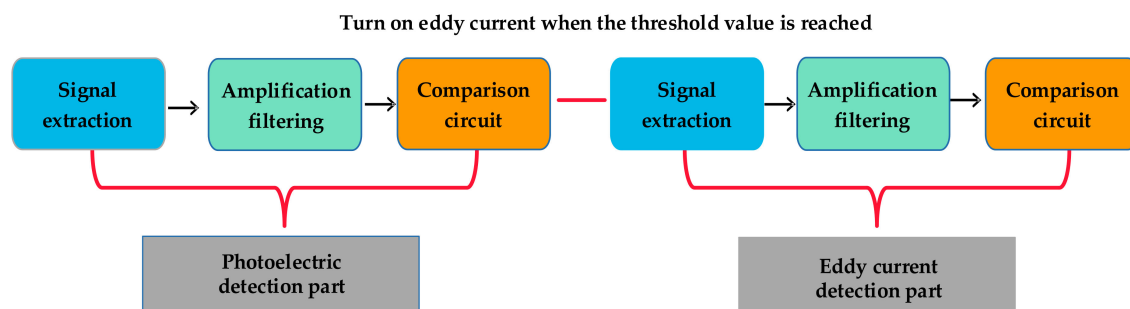 Turn on eddy current when the threshold value is reached
Signal
extraction
Amplification
filtering
Comparison
circuit
Signal
extraction
Amplification
filtering
Comparison
circuit
Photoelectric
detection part
Eddy current
detection part